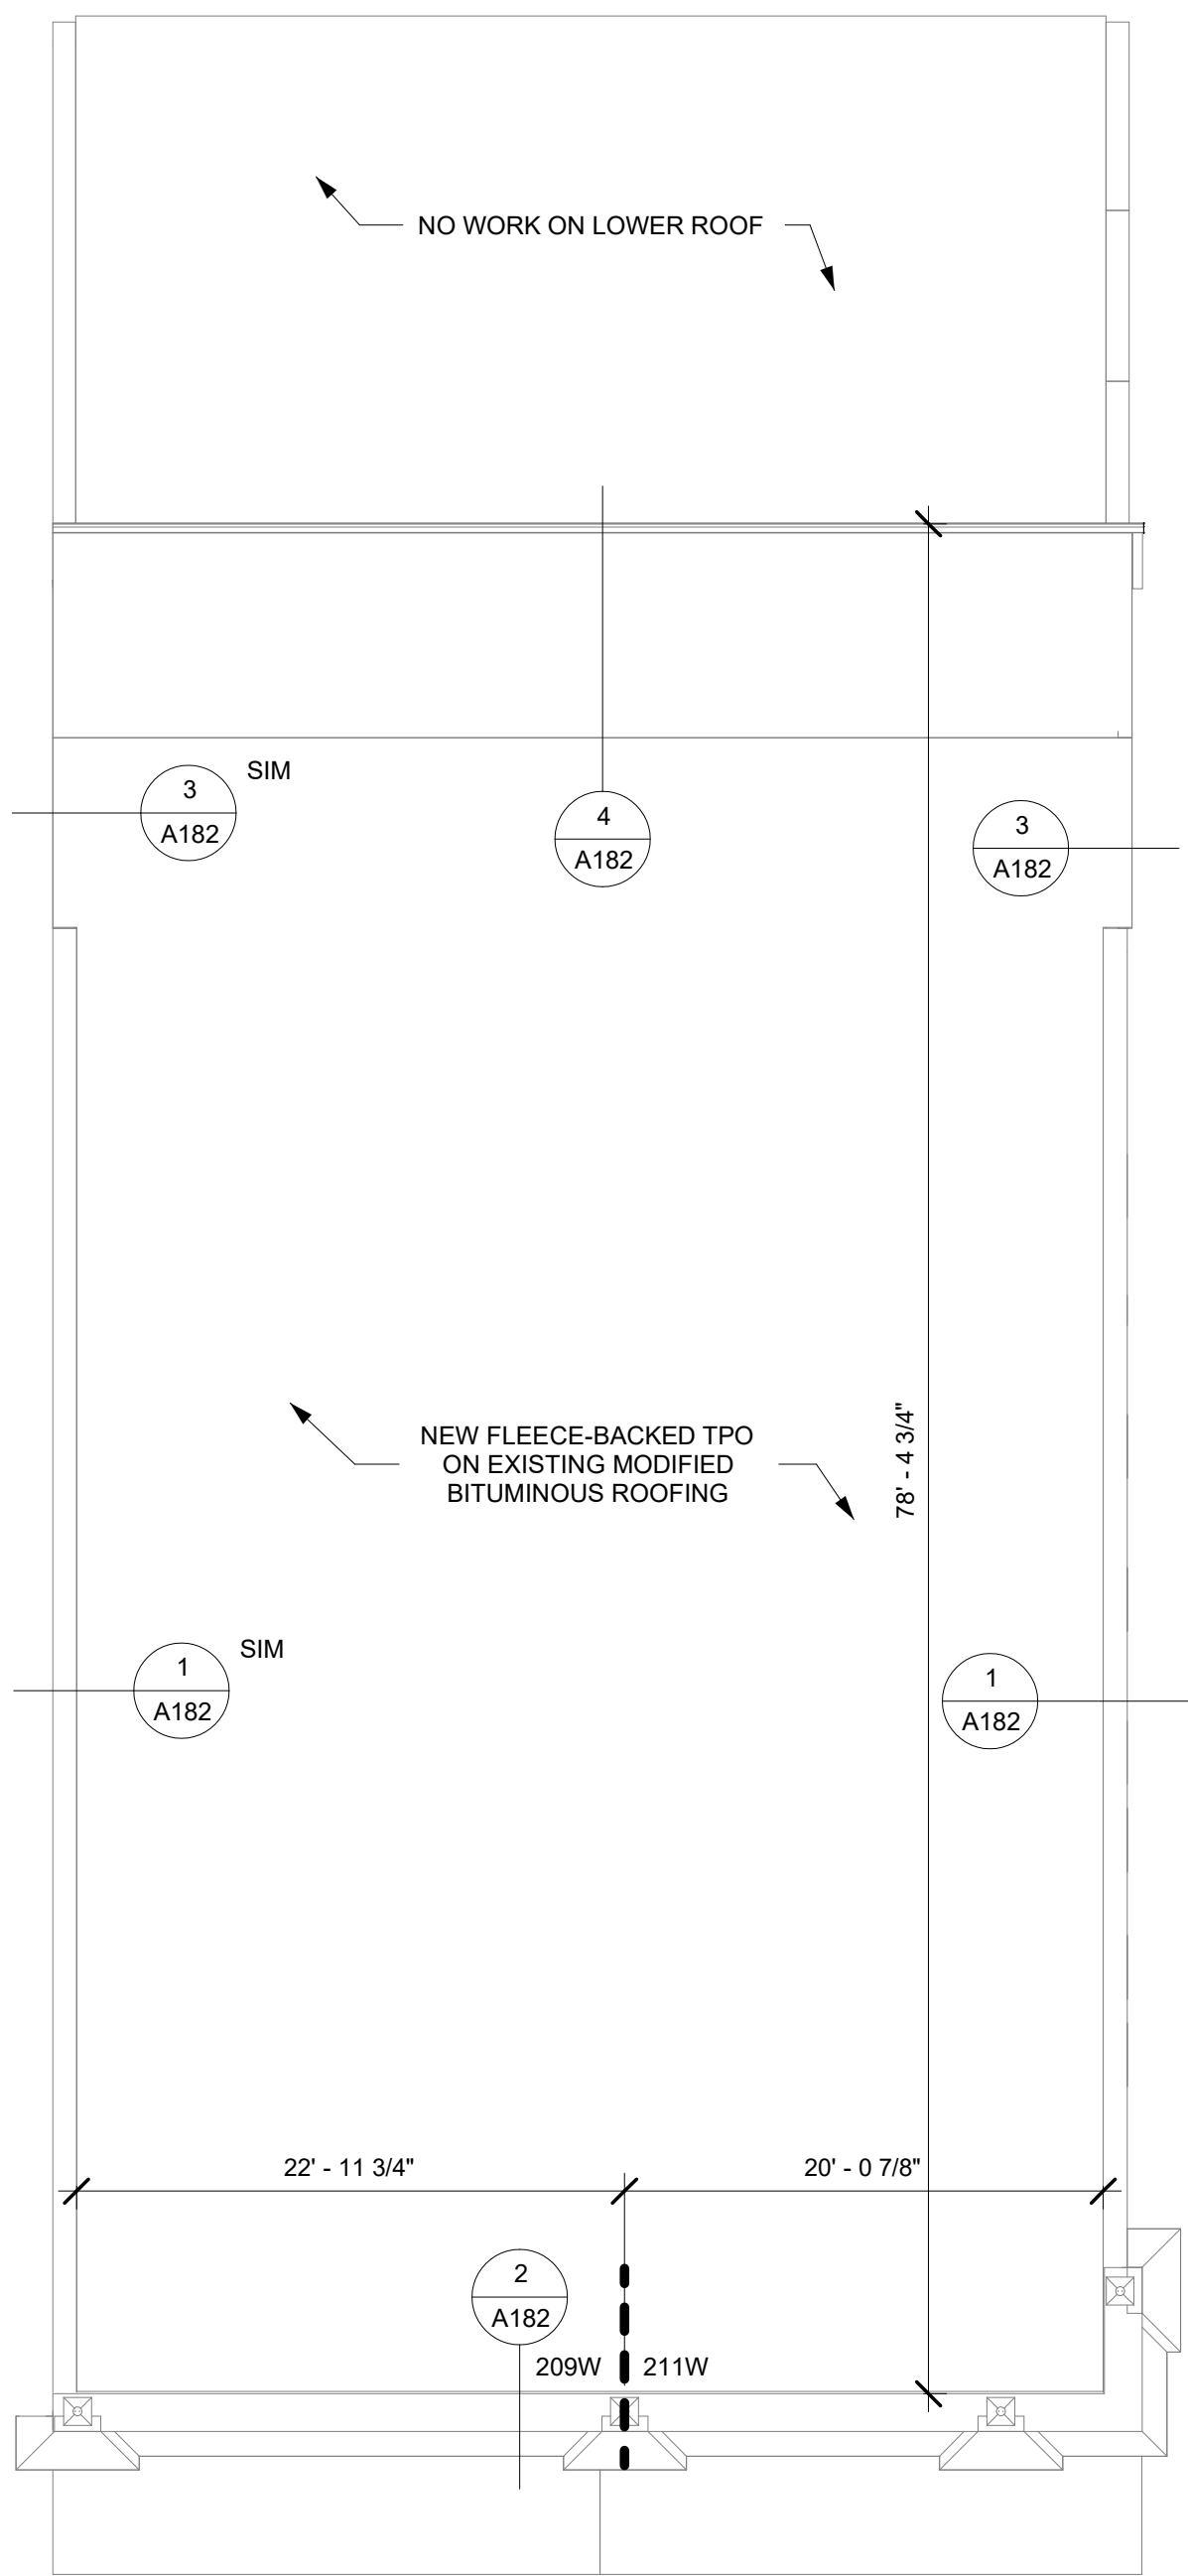 NO WORK ON LOWER ROOF
3
A182
SIM
4
A182
3
A182
NEW FLEECE-BACKED TPO
ON EXISTING MODIFIED
BITUMINOUS ROOFING
78' - 4 3/4"
1
A182
SIM
1
A182
22' - 11 3/4"
20' - 0 7/8"
2
A182
209W
211W